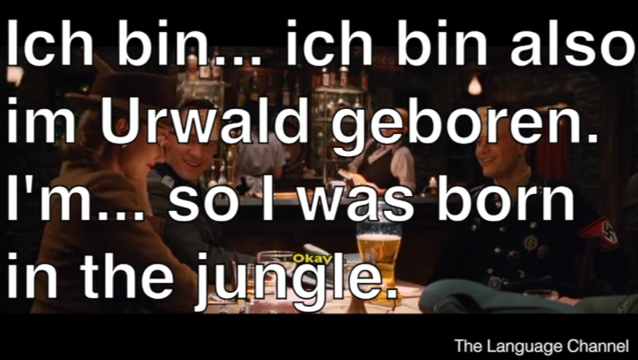 Ich bin... ich bin also
im Urwald geboren.
I'm... so I was born
in the jungle.
Okay
The Language Channel